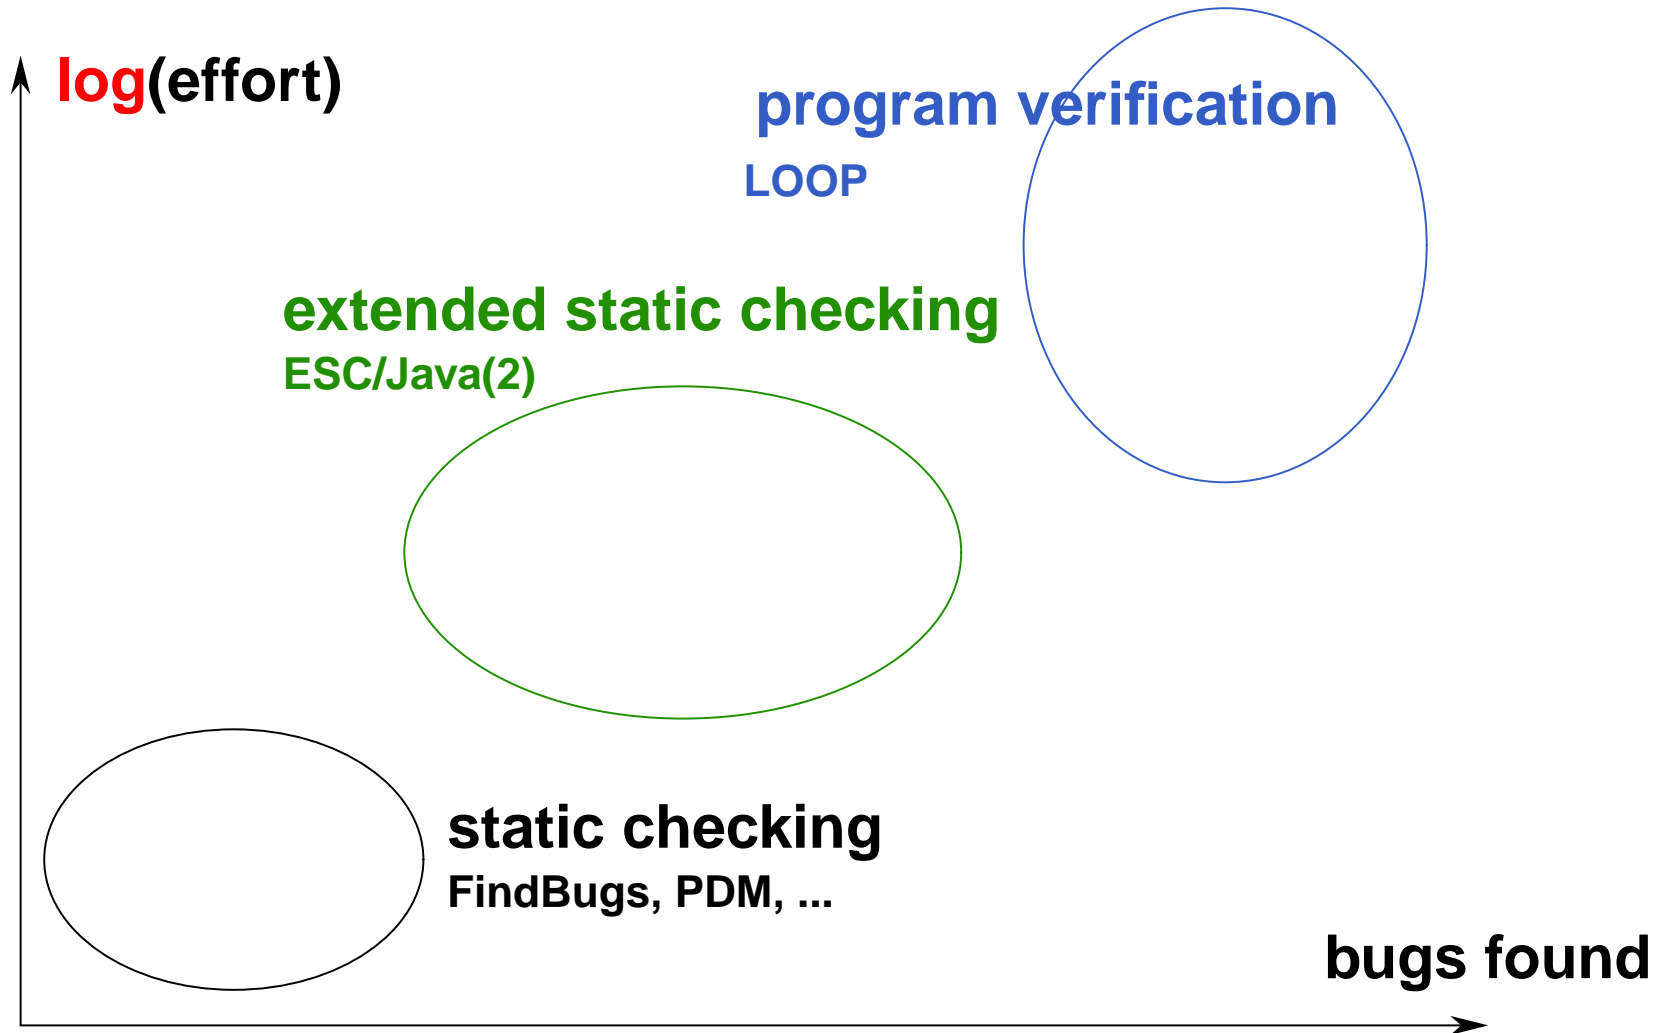 log(effort)
program verification
LOOP
extended static checking
ESC/Java(2)
static checking
FindBugs, PDM, ...
bugs found